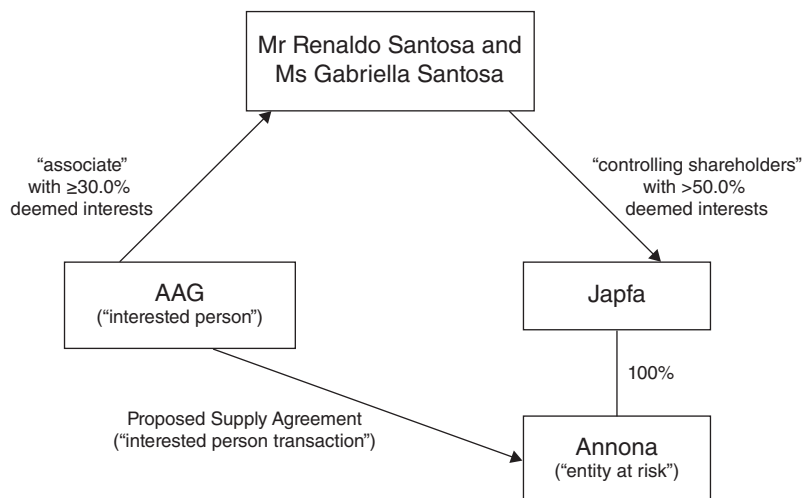 Mr Renaldo Santosa and
Ms Gabriella Santosa
“associate”
with ≥30.0%
deemed interests
“controlling shareholders”
with >50.0%
deemed interests
AAG
(“interested person”)
Japfa
100%
Proposed Supply Agreement
(“interested person transaction”)
Annona
(“entity at risk”)